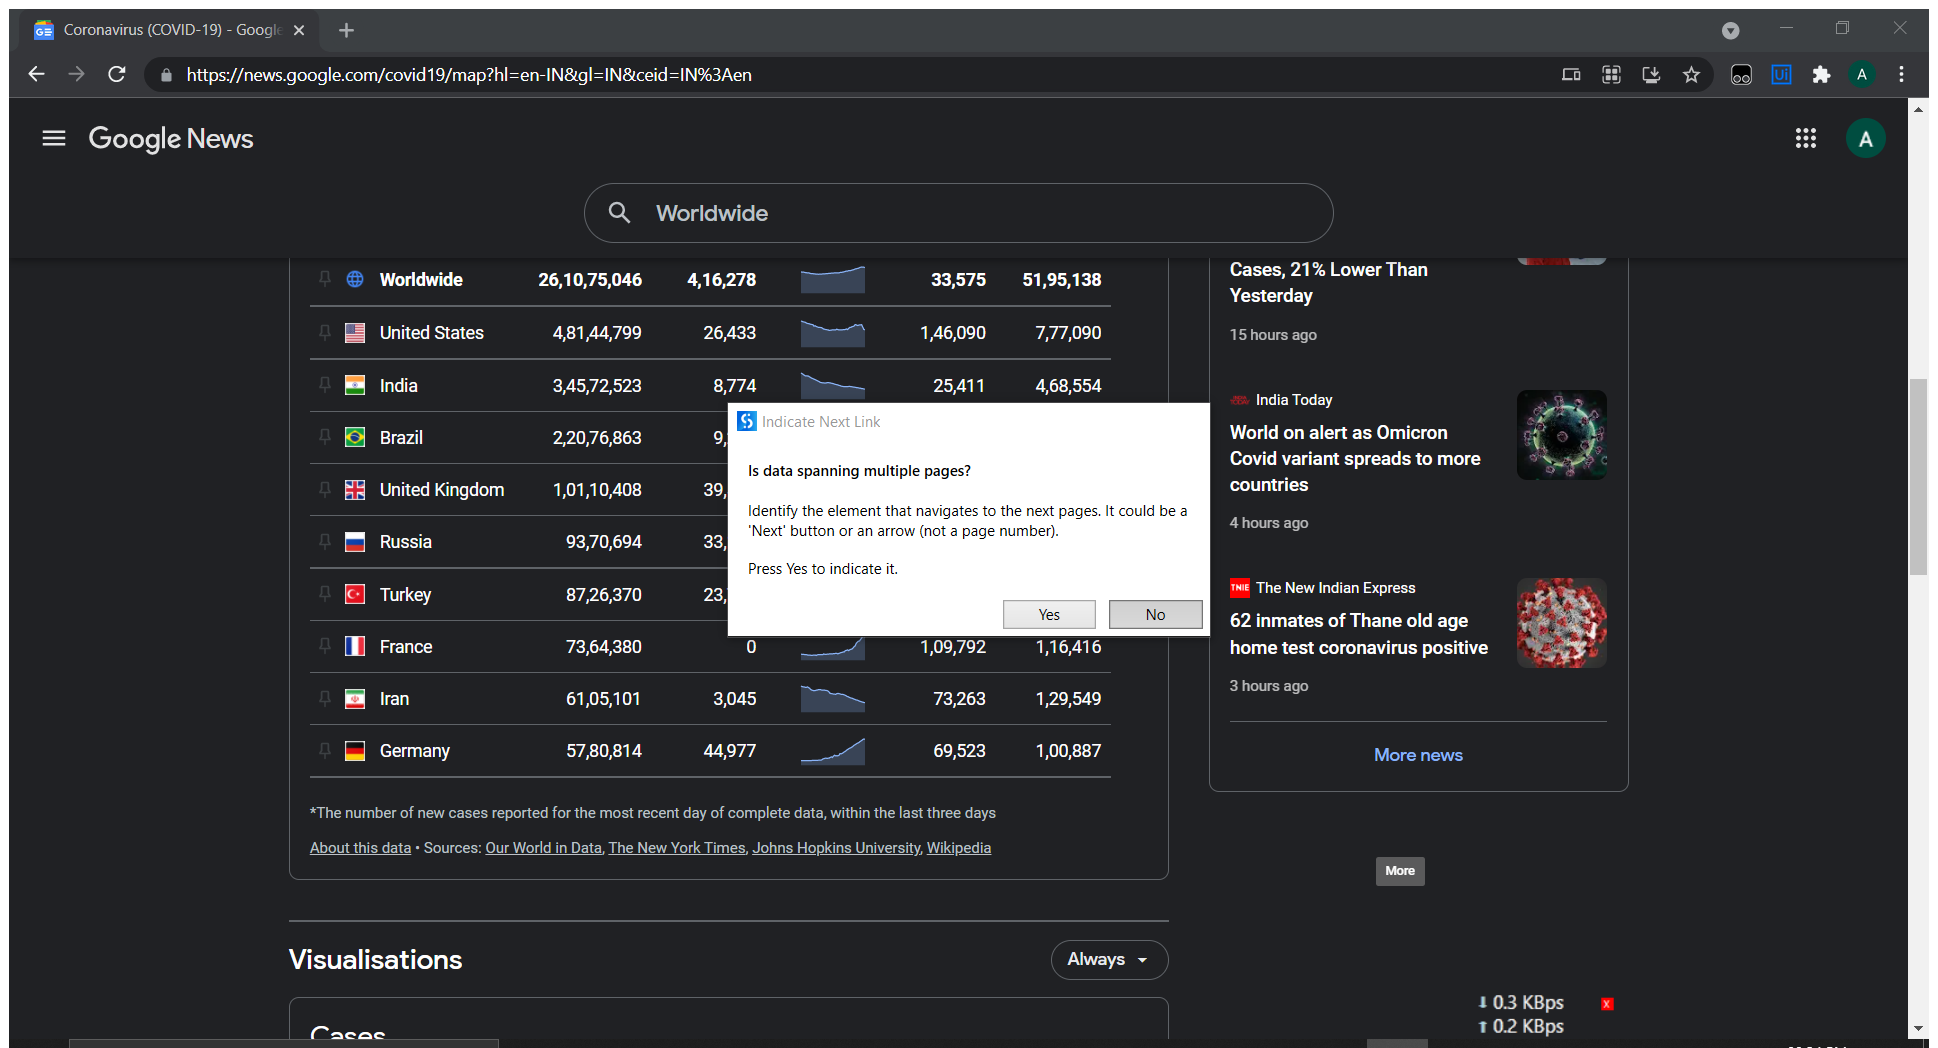 Coronavirus (COVID-19) - Google
https://news.google.com/covid19/map?hl=en-IN&gl=IN&ceid=IN%3Aen
Ui
A
Google News
A
Worldwide
Worldwide 26,10,75,046 4,16,278 33,575 51,95,138
United States 4,81,44,799 26,433 1,46,090 7,77,090
India 3,45,72,523 8,774 25,411 4,68,554
Brazil 2,20,76,863 9,
United Kingdom 1,01,10,408 39,
Russia 93,70,694 33,
Turkey 87,26,370 23,
France 73,64,380 0 1,09,792 1,16,416
Iran 61,05,101 3,045 73,263 1,29,549
Germany 57,80,814 44,977 69,523 1,00,887
*The number of new cases reported for the most recent day of complete data, within the last three days
About this data • Sources: Our World in Data, The New York Times, Johns Hopkins University, Wikipedia
Indicate Next Link
Is data spanning multiple pages?
Identify the element that navigates to the next pages. It could be a
'Next' button or an arrow (not a page number).
Press Yes to indicate it.
Yes No
Cases, 21% Lower Than
Yesterday
15 hours ago
India Today
World on alert as Omicron
Covid variant spreads to more
countries
4 hours ago
TNIE The New Indian Express
62 inmates of Thane old age
home test coronavirus positive
3 hours ago
More news
More
Visualisations
Always
Cases
0.3 KBps
X
0.2 KBps